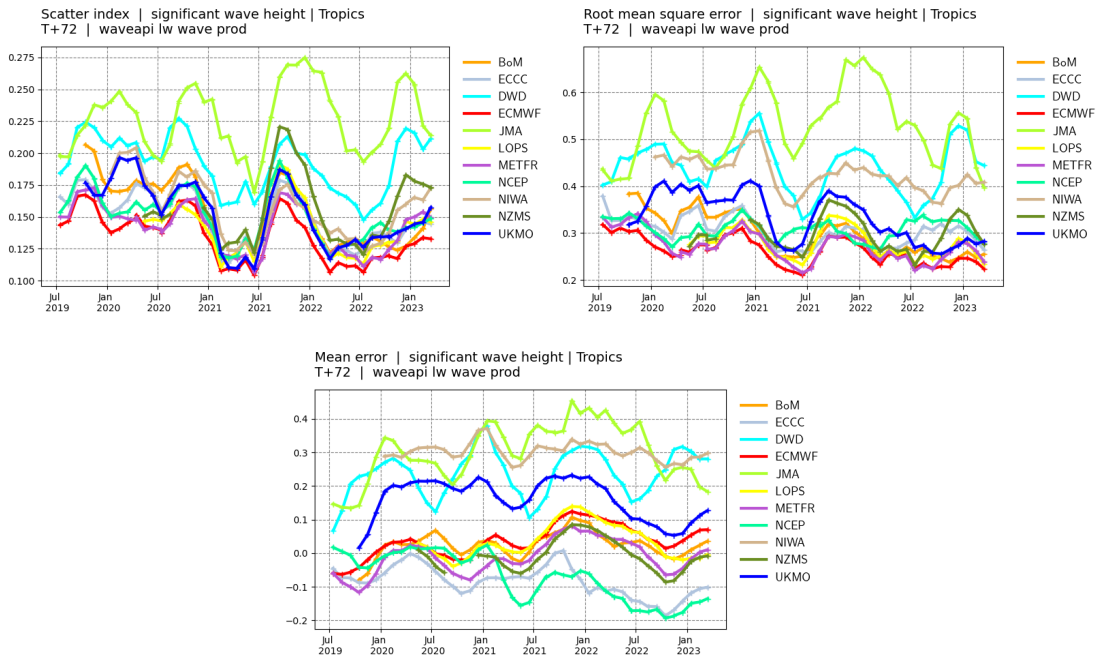 Scatter index | significant wave height | Tropics
T+72 | waveapi lw wave prod
0.275
0.250
0.225
0.200
0.175
0.150
0.125
0.100
Jul 2019
Jan 2020
Jul 2020
Jan 2021
Jul 2021
Jan 2022
Jul 2022
Jan 2023
BoM
ECCC
DWD
ECMWF
JMA
LOPS
METFR
NCEP
NIWA
NZMS
UKMO
Root mean square error | significant wave height | Tropics
T+72 | waveapi lw wave prod
0.6
0.5
0.4
0.3
0.2
Jul 2019
Jan 2020
Jul 2020
Jan 2021
Jul 2021
Jan 2022
Jul 2022
Jan 2023
BoM
ECCC
DWD
ECMWF
JMA
LOPS
METFR
NCEP
NIWA
NZMS
UKMO
Mean error | significant wave height | Tropics
T+72 | waveapi lw wave prod
0.4
0.3
0.2
0.1
0.0
−0.1
−0.2
Jul 2019
Jan 2020
Jul 2020
Jan 2021
Jul 2021
Jan 2022
Jul 2022
Jan 2023
BoM
ECCC
DWD
ECMWF
JMA
LOPS
METFR
NCEP
NIWA
NZMS
UKMO